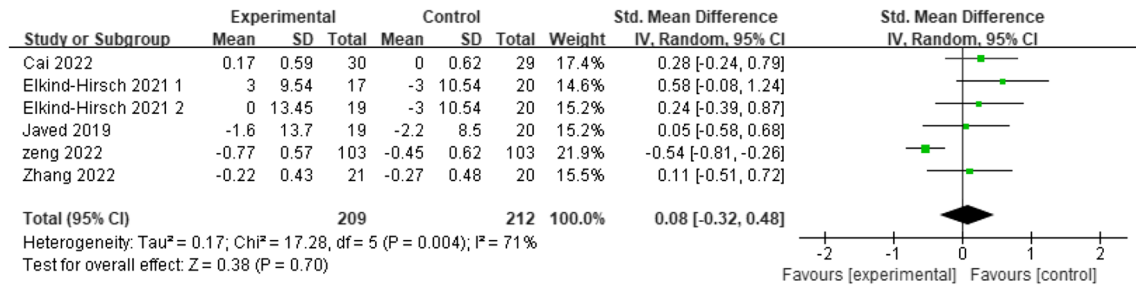 Experimental Control Std. Mean Difference Std. Mean Difference
Study or Subgroup Mean SD Total Mean SD Total Weight IV, Random, 95% CI IV, Random, 95% CI
Cai 2022 0.17 0.59 30 0 0.62 29 17.4% 0.28 [-0.24, 0.79]
Elkind-Hirsch 2021 1 3 9.54 17 -3 10.54 20 14.6% 0.58 [-0.08, 1.24]
Elkind-Hirsch 2021 2 0 13.45 19 -3 10.54 20 15.2% 0.24 [-0.39, 0.87]
Javed 2019 -1.6 13.7 19 -2.2 8.5 20 15.2% 0.05 [-0.58, 0.68]
zeng 2022 -0.77 0.57 103 -0.45 0.62 103 21.9% -0.54 [-0.81, -0.26]
Zhang 2022 -0.22 0.43 21 -0.27 0.48 20 15.5% 0.11 [-0.51, 0.72]
Total (95% CI) 209 212 100.0% 0.08 [-0.32, 0.48]
Heterogeneity: Tau² = 0.17; Chi² = 17.28, df = 5 (P = 0.004); I² = 71%
Test for overall effect: Z = 0.38 (P = 0.70)
-2 -1 0 1 2
Favours [experimental] Favours [control]